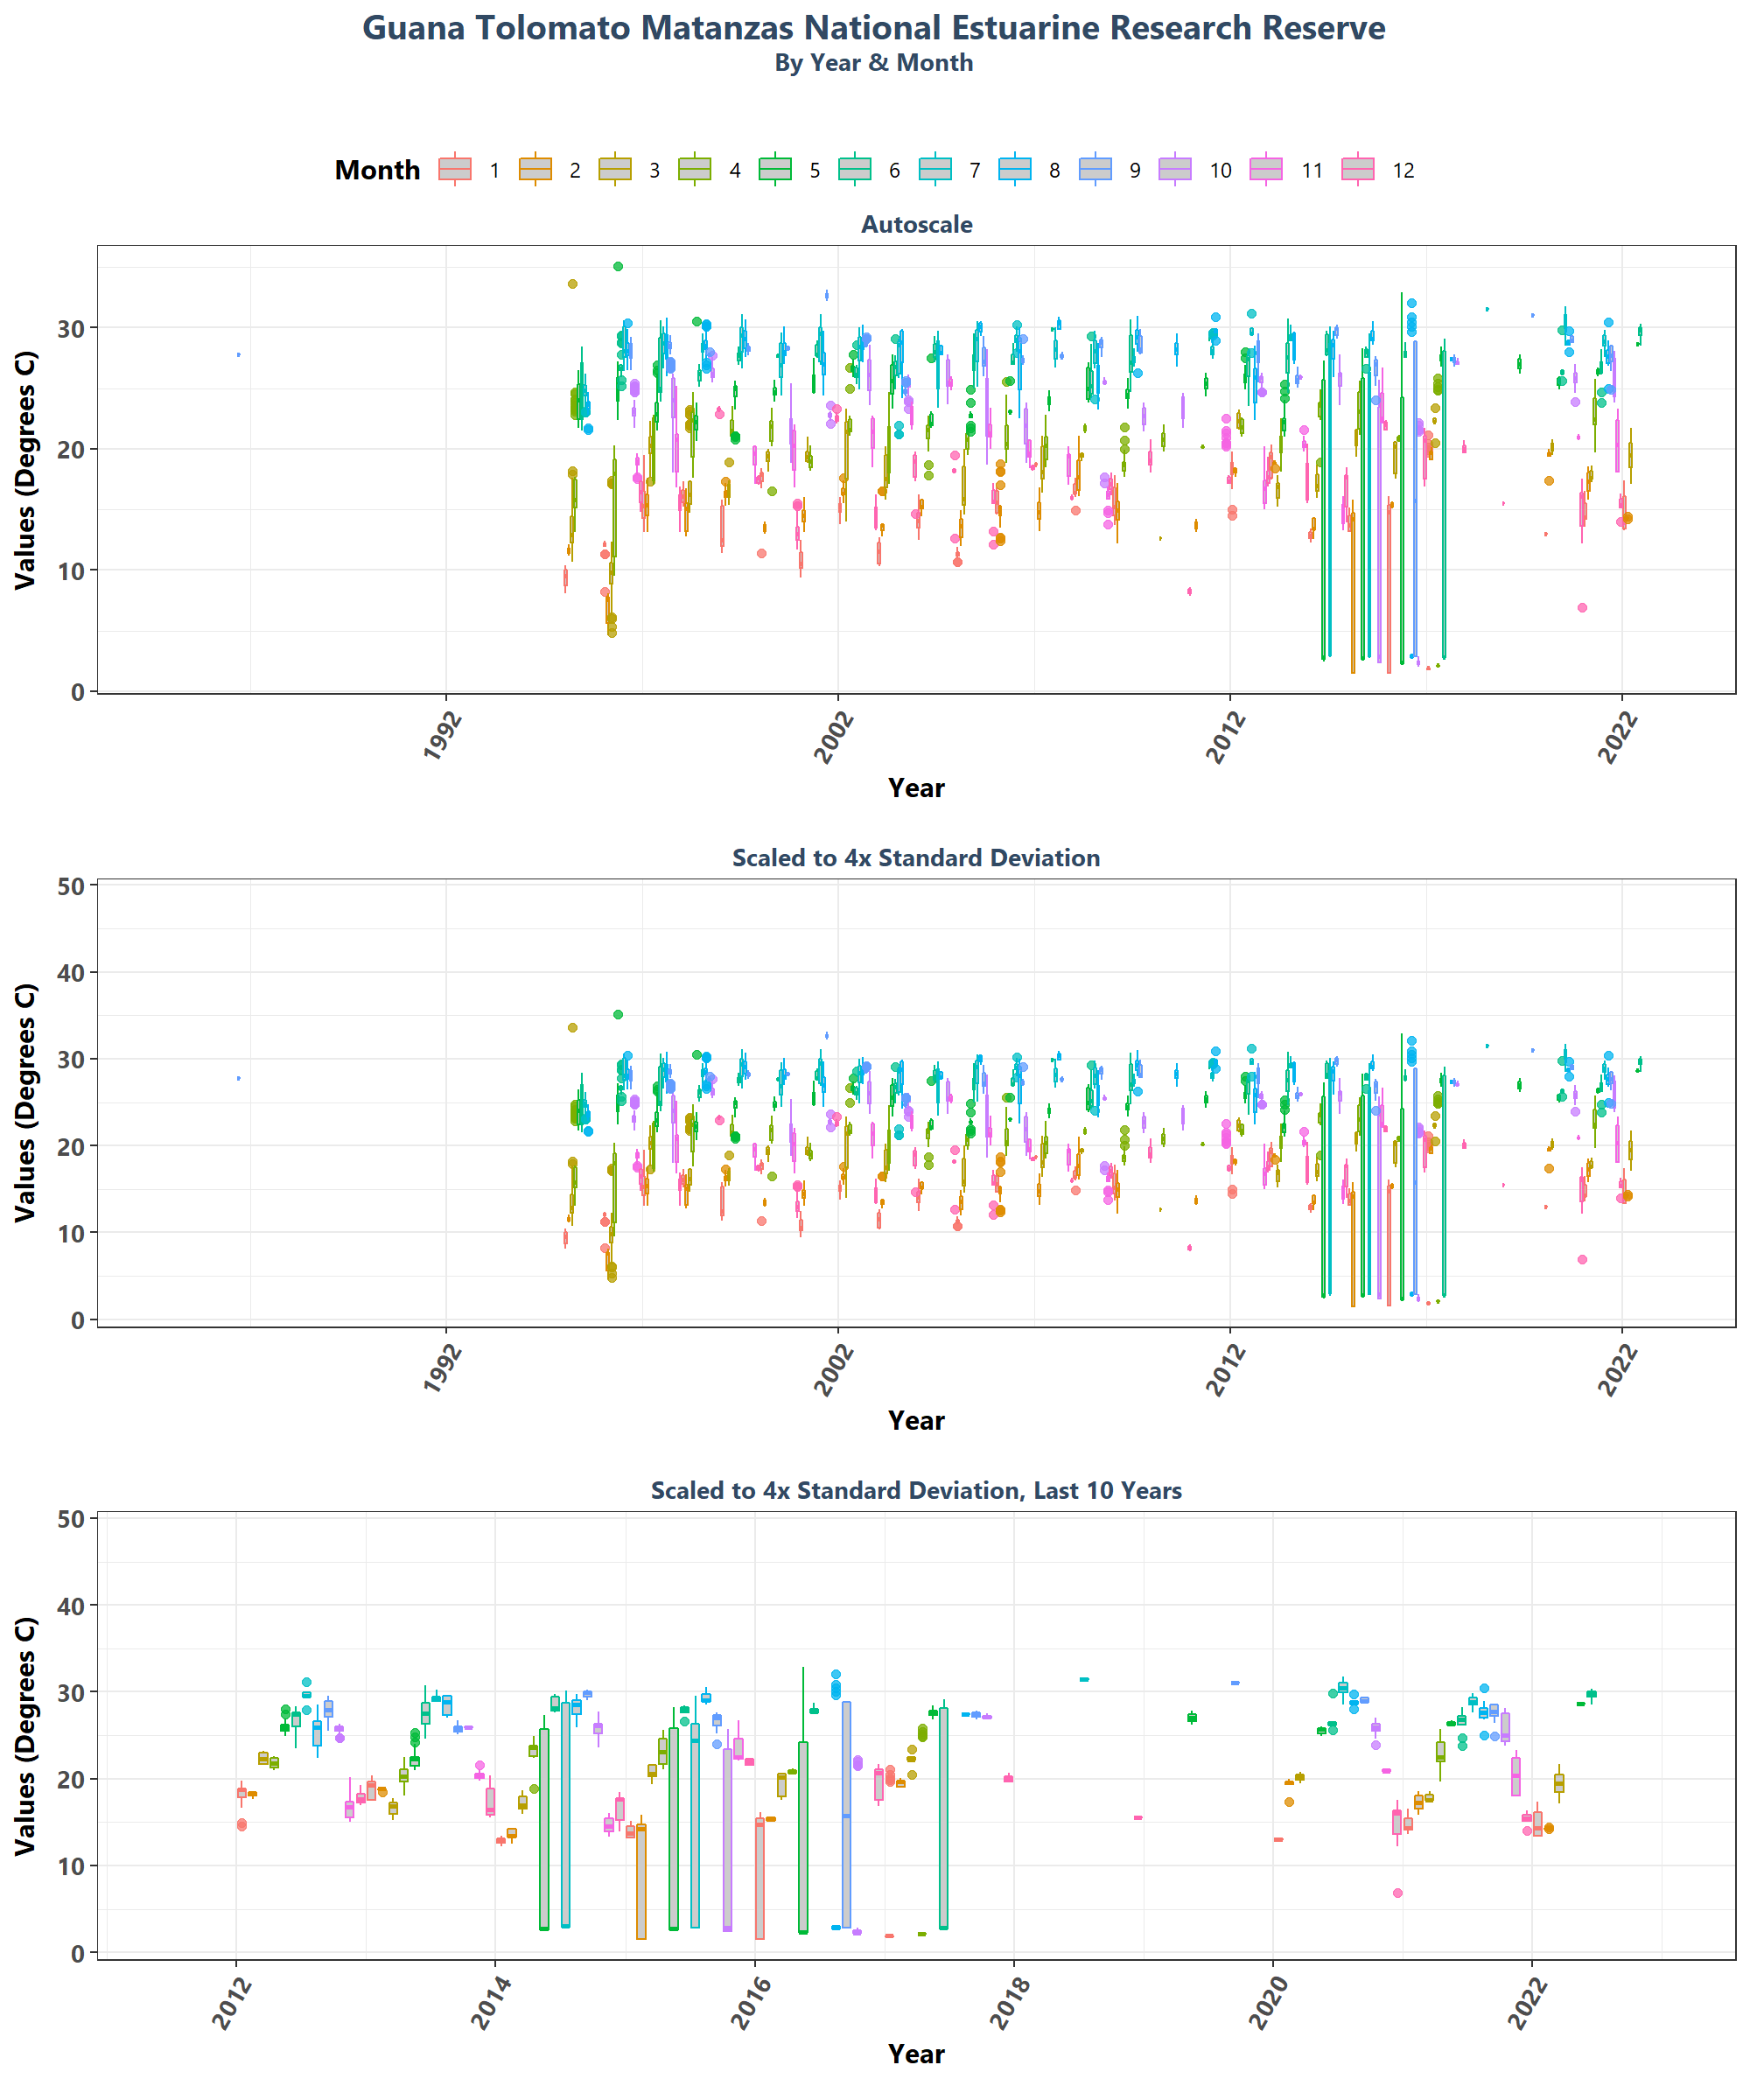 Guana Tolomato Matanzas National Estuarine Research Reserve
By Year & Month
Month 1 2 3 4 5 6 7 8 9 10 11 12
Autoscale
Values (Degrees C)
30
20
10
0
1992 2002 2012 2022
Year
Scaled to 4x Standard Deviation
Values (Degrees C)
50
40
30
20
10
0
1992 2002 2012 2022
Year
Scaled to 4x Standard Deviation, Last 10 Years
Values (Degrees C)
50
40
30
20
10
0
2012 2014 2016 2018 2020 2022
Year